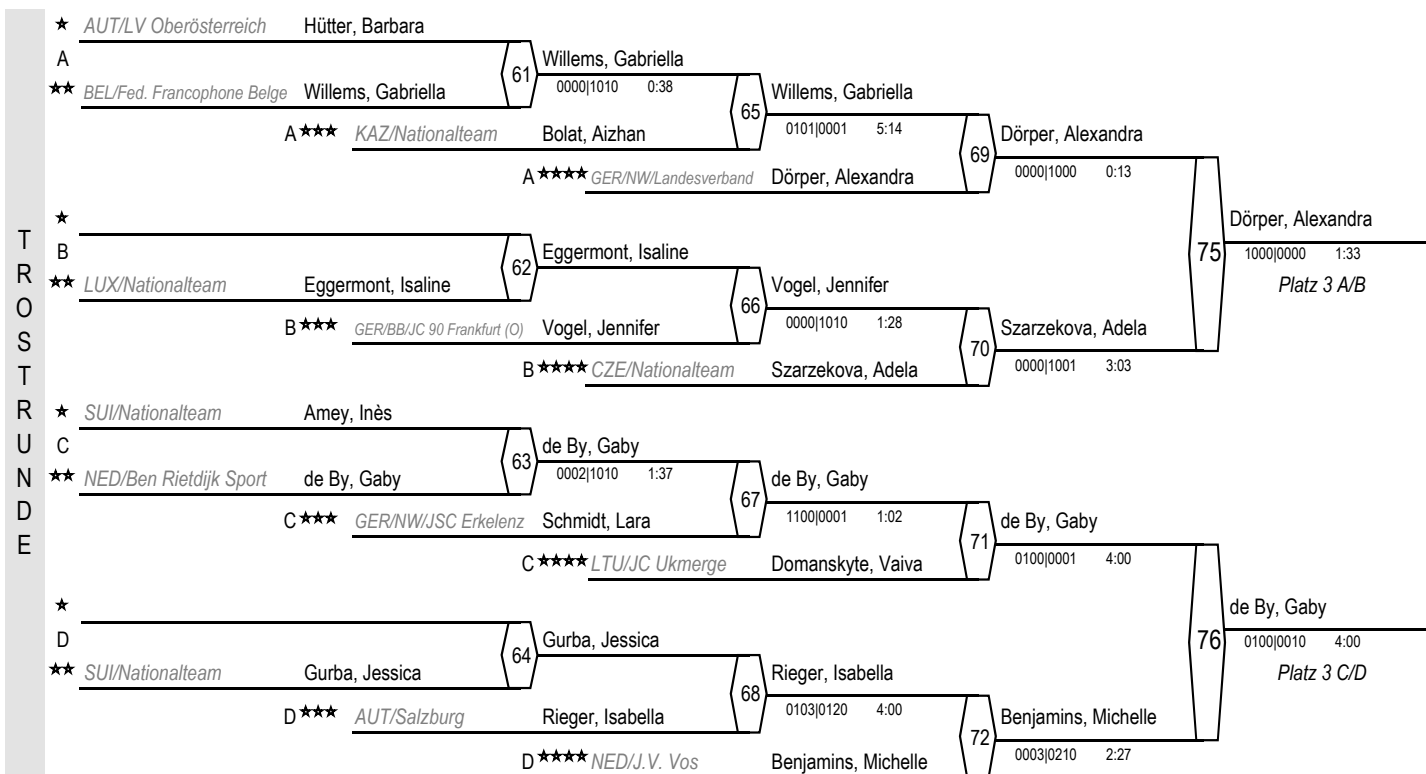 TROSTRUNDE
★ AUT/LV Oberösterreich Hütter, Barbara
A
61 Willems, Gabriella
0000|1010 0:38
★★ BEL/Fed. Francophone Belge Willems, Gabriella
65 Willems, Gabriella
0101|0001 5:14
A ★★★ KAZ/Nationalteam Bolat, Aizhan
69 Dörper, Alexandra
0000|1000 0:13
A ★★★★ GER/NW/Landesverband Dörper, Alexandra
75 Dörper, Alexandra
1000|0000 1:33
Platz 3 A/B
★
B
62 Eggermont, Isaline
★★ LUX/Nationalteam Eggermont, Isaline
66 Vogel, Jennifer
0000|1010 1:28
B ★★★ GER/BB/JC 90 Frankfurt (O) Vogel, Jennifer
70 Szarzekova, Adela
0000|1001 3:03
B ★★★★ CZE/Nationalteam Szarzekova, Adela
★ SUI/Nationalteam Amey, Inès
C
63 de By, Gaby
0002|1010 1:37
★★ NED/Ben Rietdijk Sport de By, Gaby
67 de By, Gaby
1100|0001 1:02
C ★★★ GER/NW/JSC Erkelenz Schmidt, Lara
71 de By, Gaby
0100|0001 4:00
C ★★★★ LTU/JC Ukmerge Domanskyte, Vaiva
76 de By, Gaby
0100|0010 4:00
Platz 3 C/D
★
D
64 Gurba, Jessica
★★ SUI/Nationalteam Gurba, Jessica
68 Rieger, Isabella
0103|0120 4:00
D ★★★ AUT/Salzburg Rieger, Isabella
72 Benjamins, Michelle
0003|0210 2:27
D ★★★★ NED/J.V. Vos Benjamins, Michelle